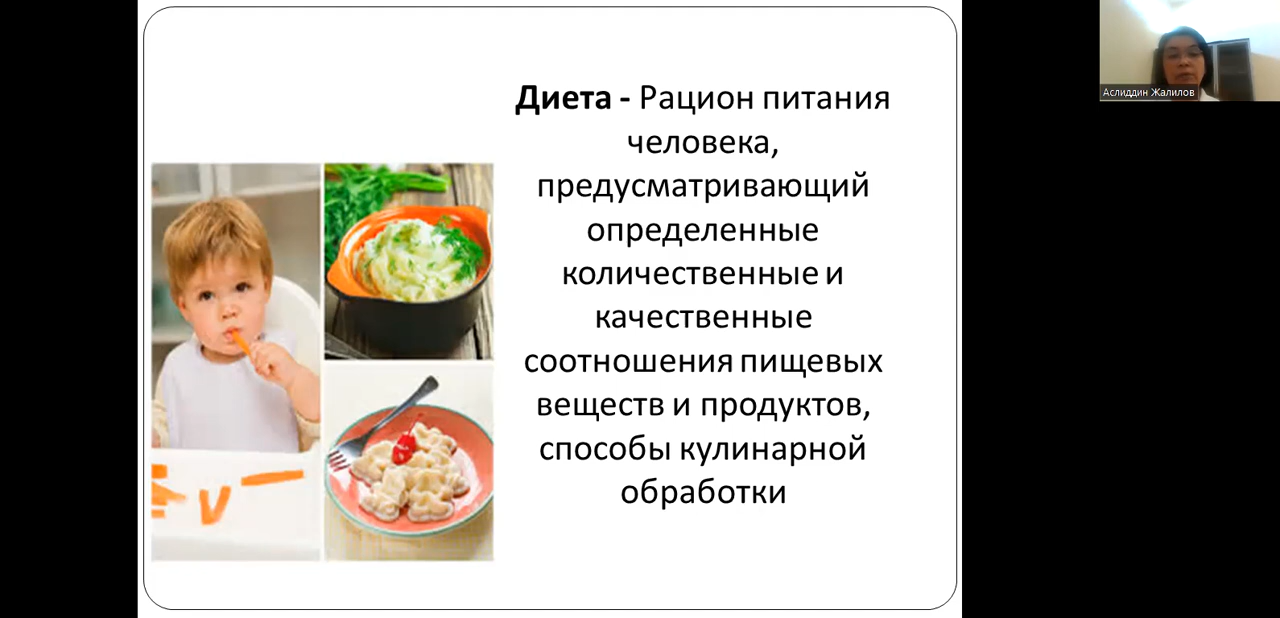 Диета - Рацион питания
человека,
предусматривающий
определенные
количественные и
качественные
соотношения пищевых
веществ и продуктов,
способы кулинарной
обработки
Аслиддин Жалилов